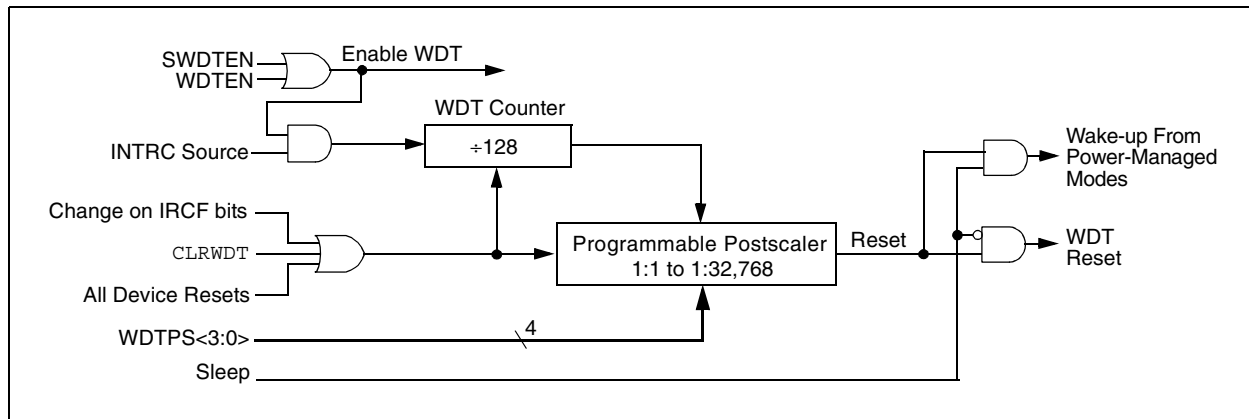 SWDTEN
WDTEN
Enable WDT
WDT Counter
INTRC Source
÷128
Wake-up From
Power-Managed
Modes
Change on IRCF bits
CLRWDT
All Device Resets
Programmable Postscaler
1:1 to 1:32,768
Reset
WDT
Reset
WDTPS<3:0>
4
Sleep